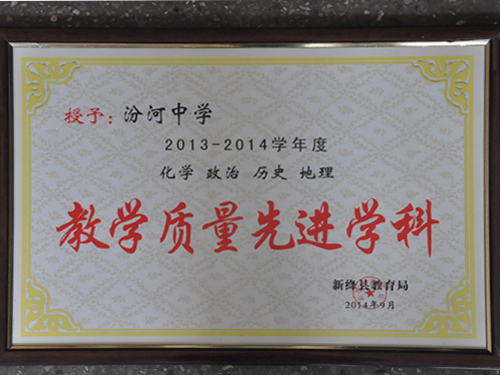 授予：汾河中学
2013-2014学年度
化学 政治 历史 地理
教学质量先进学科
新绛县教育局
2014年9月